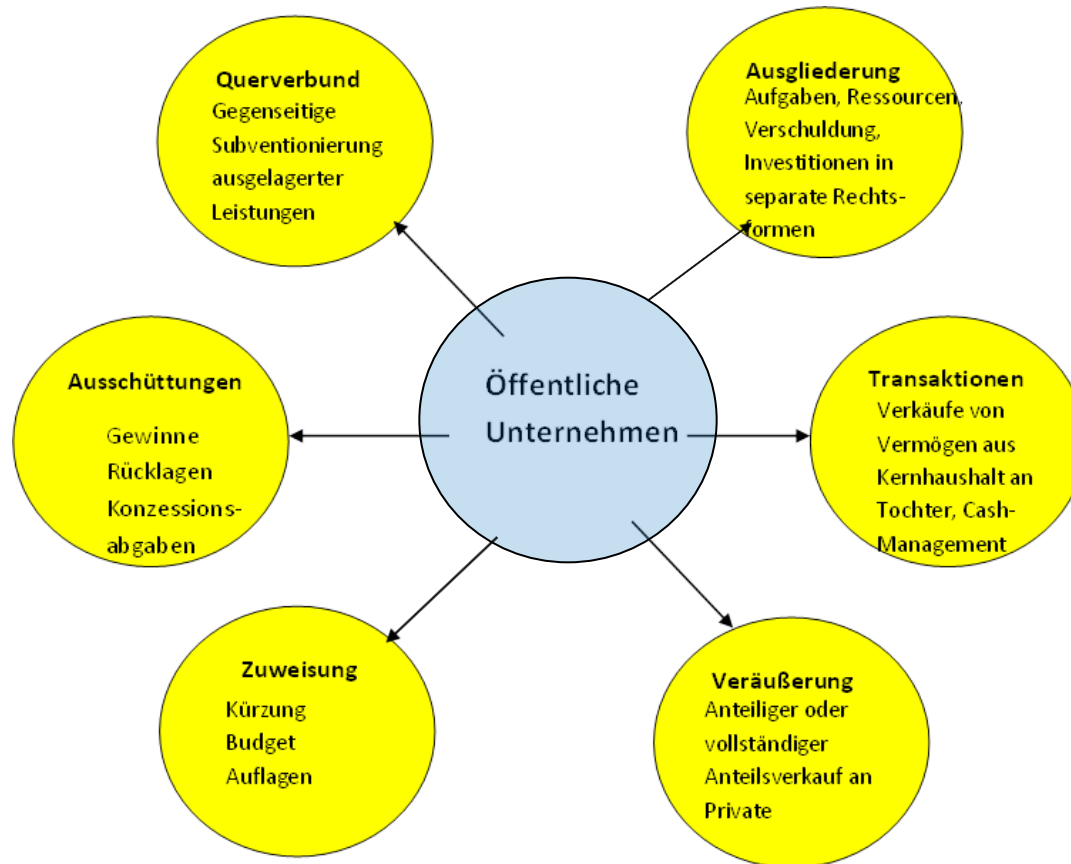 Querverbund
Gegenseitige
Subventionierung
ausgelagerter
Leistungen
Ausgliederung
Aufgaben, Ressourcen,
Verschuldung,
Investitionen in
separate Rechts-
formen
Ausschüttungen
Gewinne
Rücklagen
Konzessions-
abgaben
Öffentliche
Unternehmen
Transaktionen
Verkäufe von
Vermögen aus
Kernhaushalt an
Tochter, Cash-
Management
Zuweisung
Kürzung
Budget
Auflagen
Veräußerung
Anteiliger oder
vollständiger
Anteilsverkauf an
Private